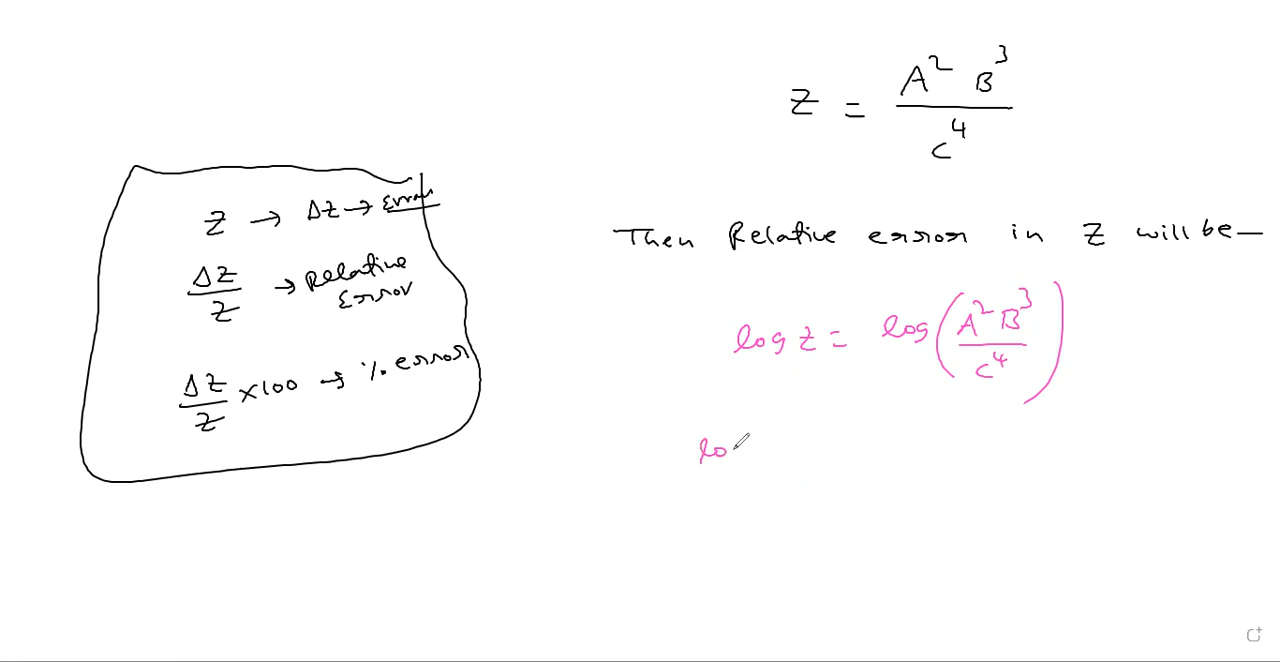 Z = A² B³ / C⁴
Z → ΔZ → Error
ΔZ/Z → Relative Error
ΔZ/Z ×100 → % error
Then Relative error in Z will be—
log Z = log(A² B³ / C⁴)
lo